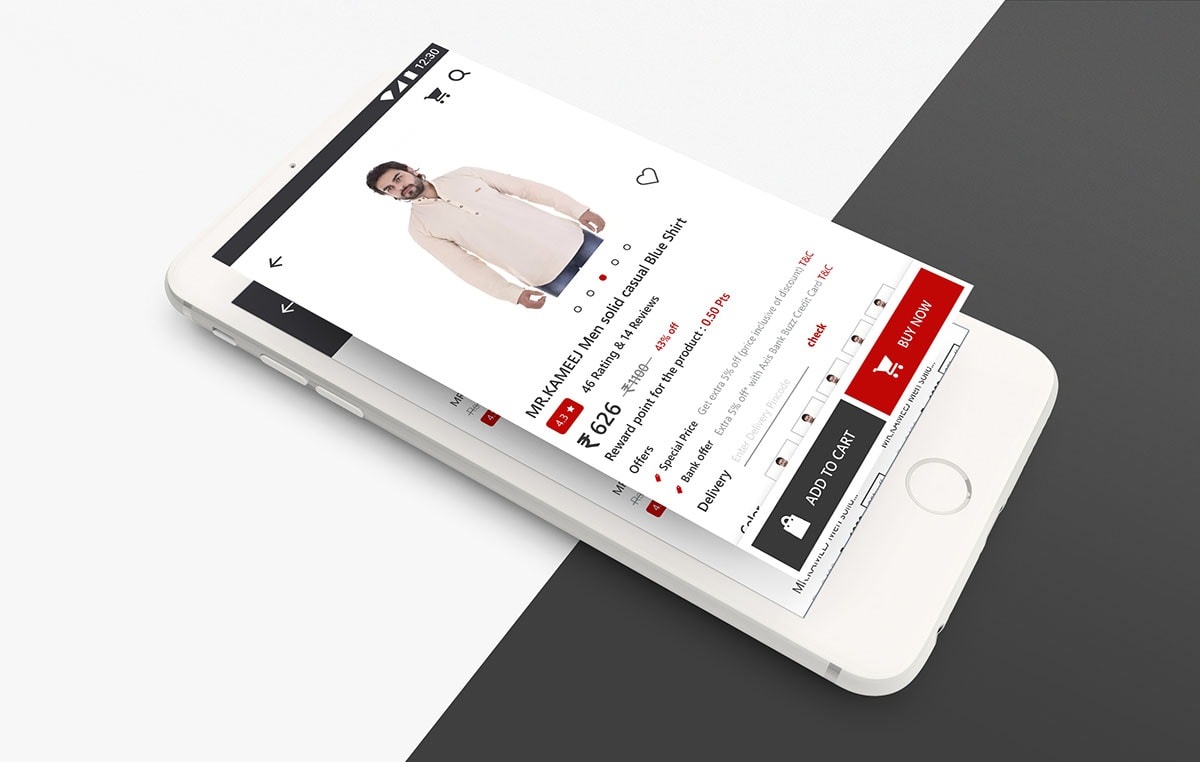 12:30
MR.KAMEEJ Men solid casual Blue Shirt
4.3 ★ 46 Rating & 14 Reviews
₹626 ₹1100 43% off
Reward point for the product : 0.50 Pts
Offers
Special Price Get extra 5% off (price inclusive of discount) T&C
Bank offer Extra 5% off* with Axis Bank Buzz Credit Card T&C
Delivery Enter Delivery Pincode check
Color
ADD TO CART BUY NOW
MR.KAMEEJ Men solid...
MR.KAMEEJ Men solid...